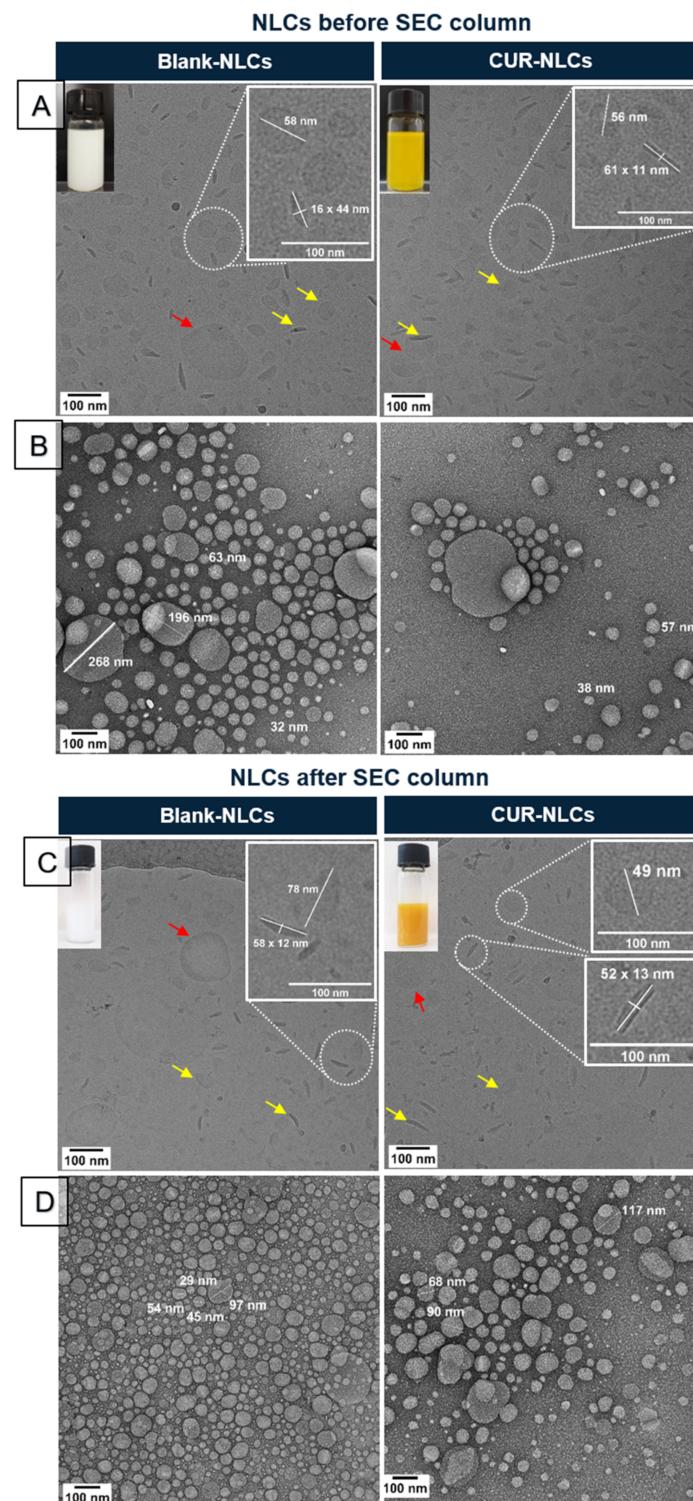 NLCs before SEC column
Blank-NLCs
CUR-NLCs
A
58 nm
16 x 44 nm
100 nm
100 nm
56 nm
61 x 11 nm
100 nm
100 nm
B
63 nm
196 nm
268 nm
32 nm
100 nm
57 nm
38 nm
100 nm
NLCs after SEC column
Blank-NLCs
CUR-NLCs
C
78 nm
58 x 12 nm
100 nm
100 nm
49 nm
100 nm
52 x 13 nm
100 nm
100 nm
D
29 nm
54 nm
97 nm
45 nm
100 nm
117 nm
68 nm
90 nm
100 nm